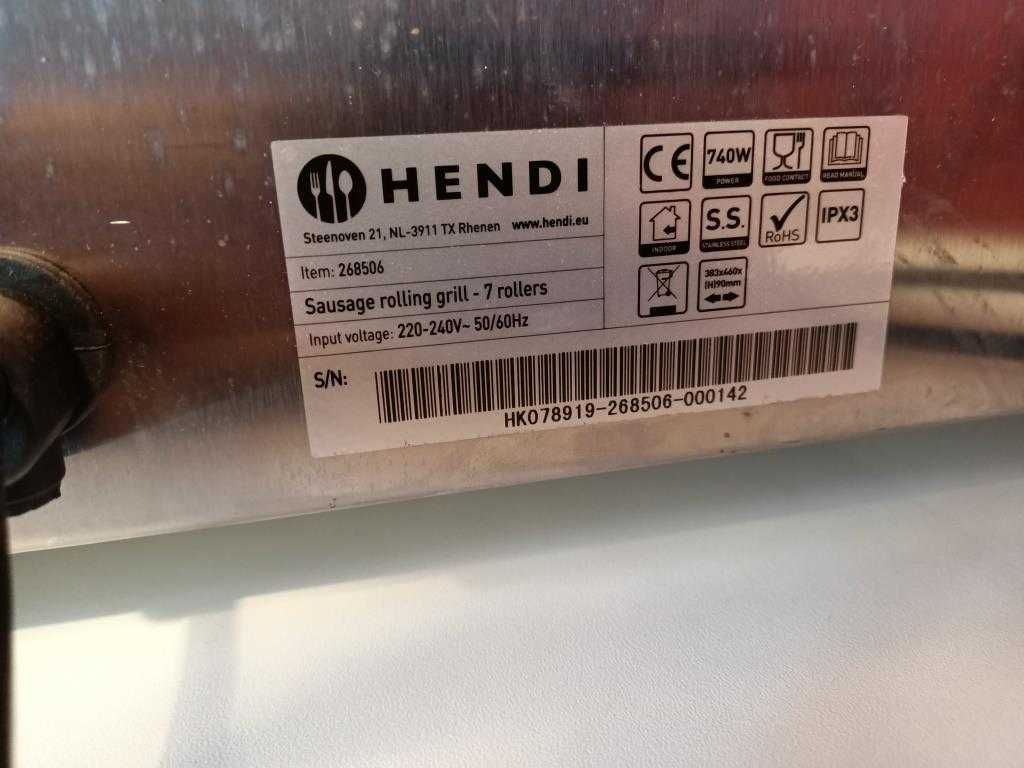 HENDI
Steenoven 21, NL-3911 TX Rhenen www.hendi.eu
Item: 268506
Sausage rolling grill - 7 rollers
Input voltage: 220-240V~ 50/60Hz
S/N:
HK078919-268506-000142
CE
740W
POWER
FOOD CONTACT
READ MANUAL
INDOOR
S.S.
STAINLESS STEEL
RoHS
IPX3
383x460x
(H)90mm